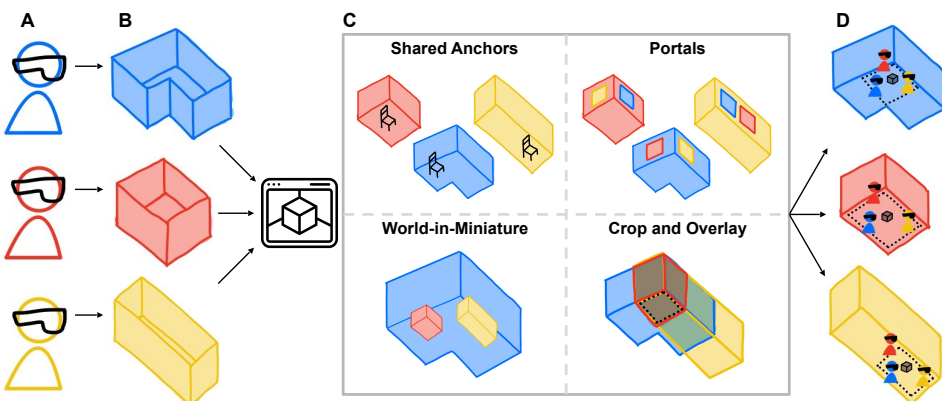 A
B
C
D
Shared Anchors
Portals
World-in-Miniature
Crop and Overlay